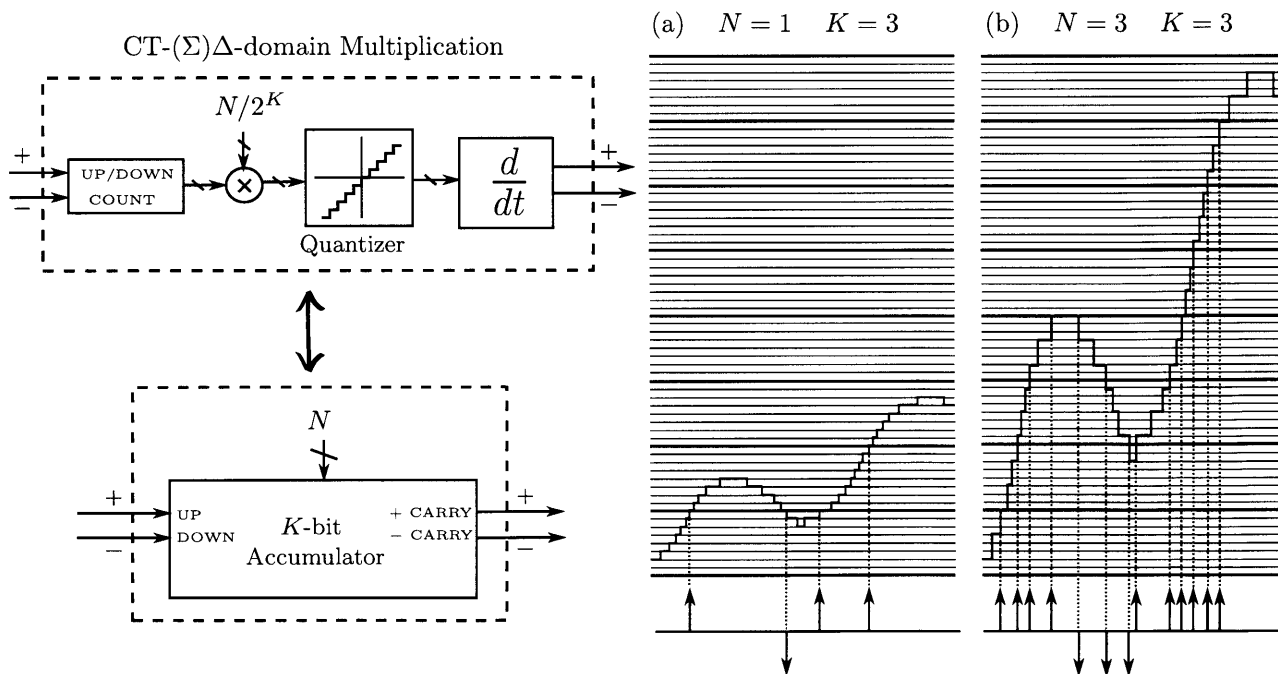 CT-(Σ)Δ-domain Multiplication
N/2^K
+
−
UP/DOWN
COUNT
×
Quantizer
d
dt
+
−
N
+
−
UP
DOWN
K-bit
Accumulator
+ CARRY
− CARRY
+
−
(a) N = 1 K = 3
(b) N = 3 K = 3